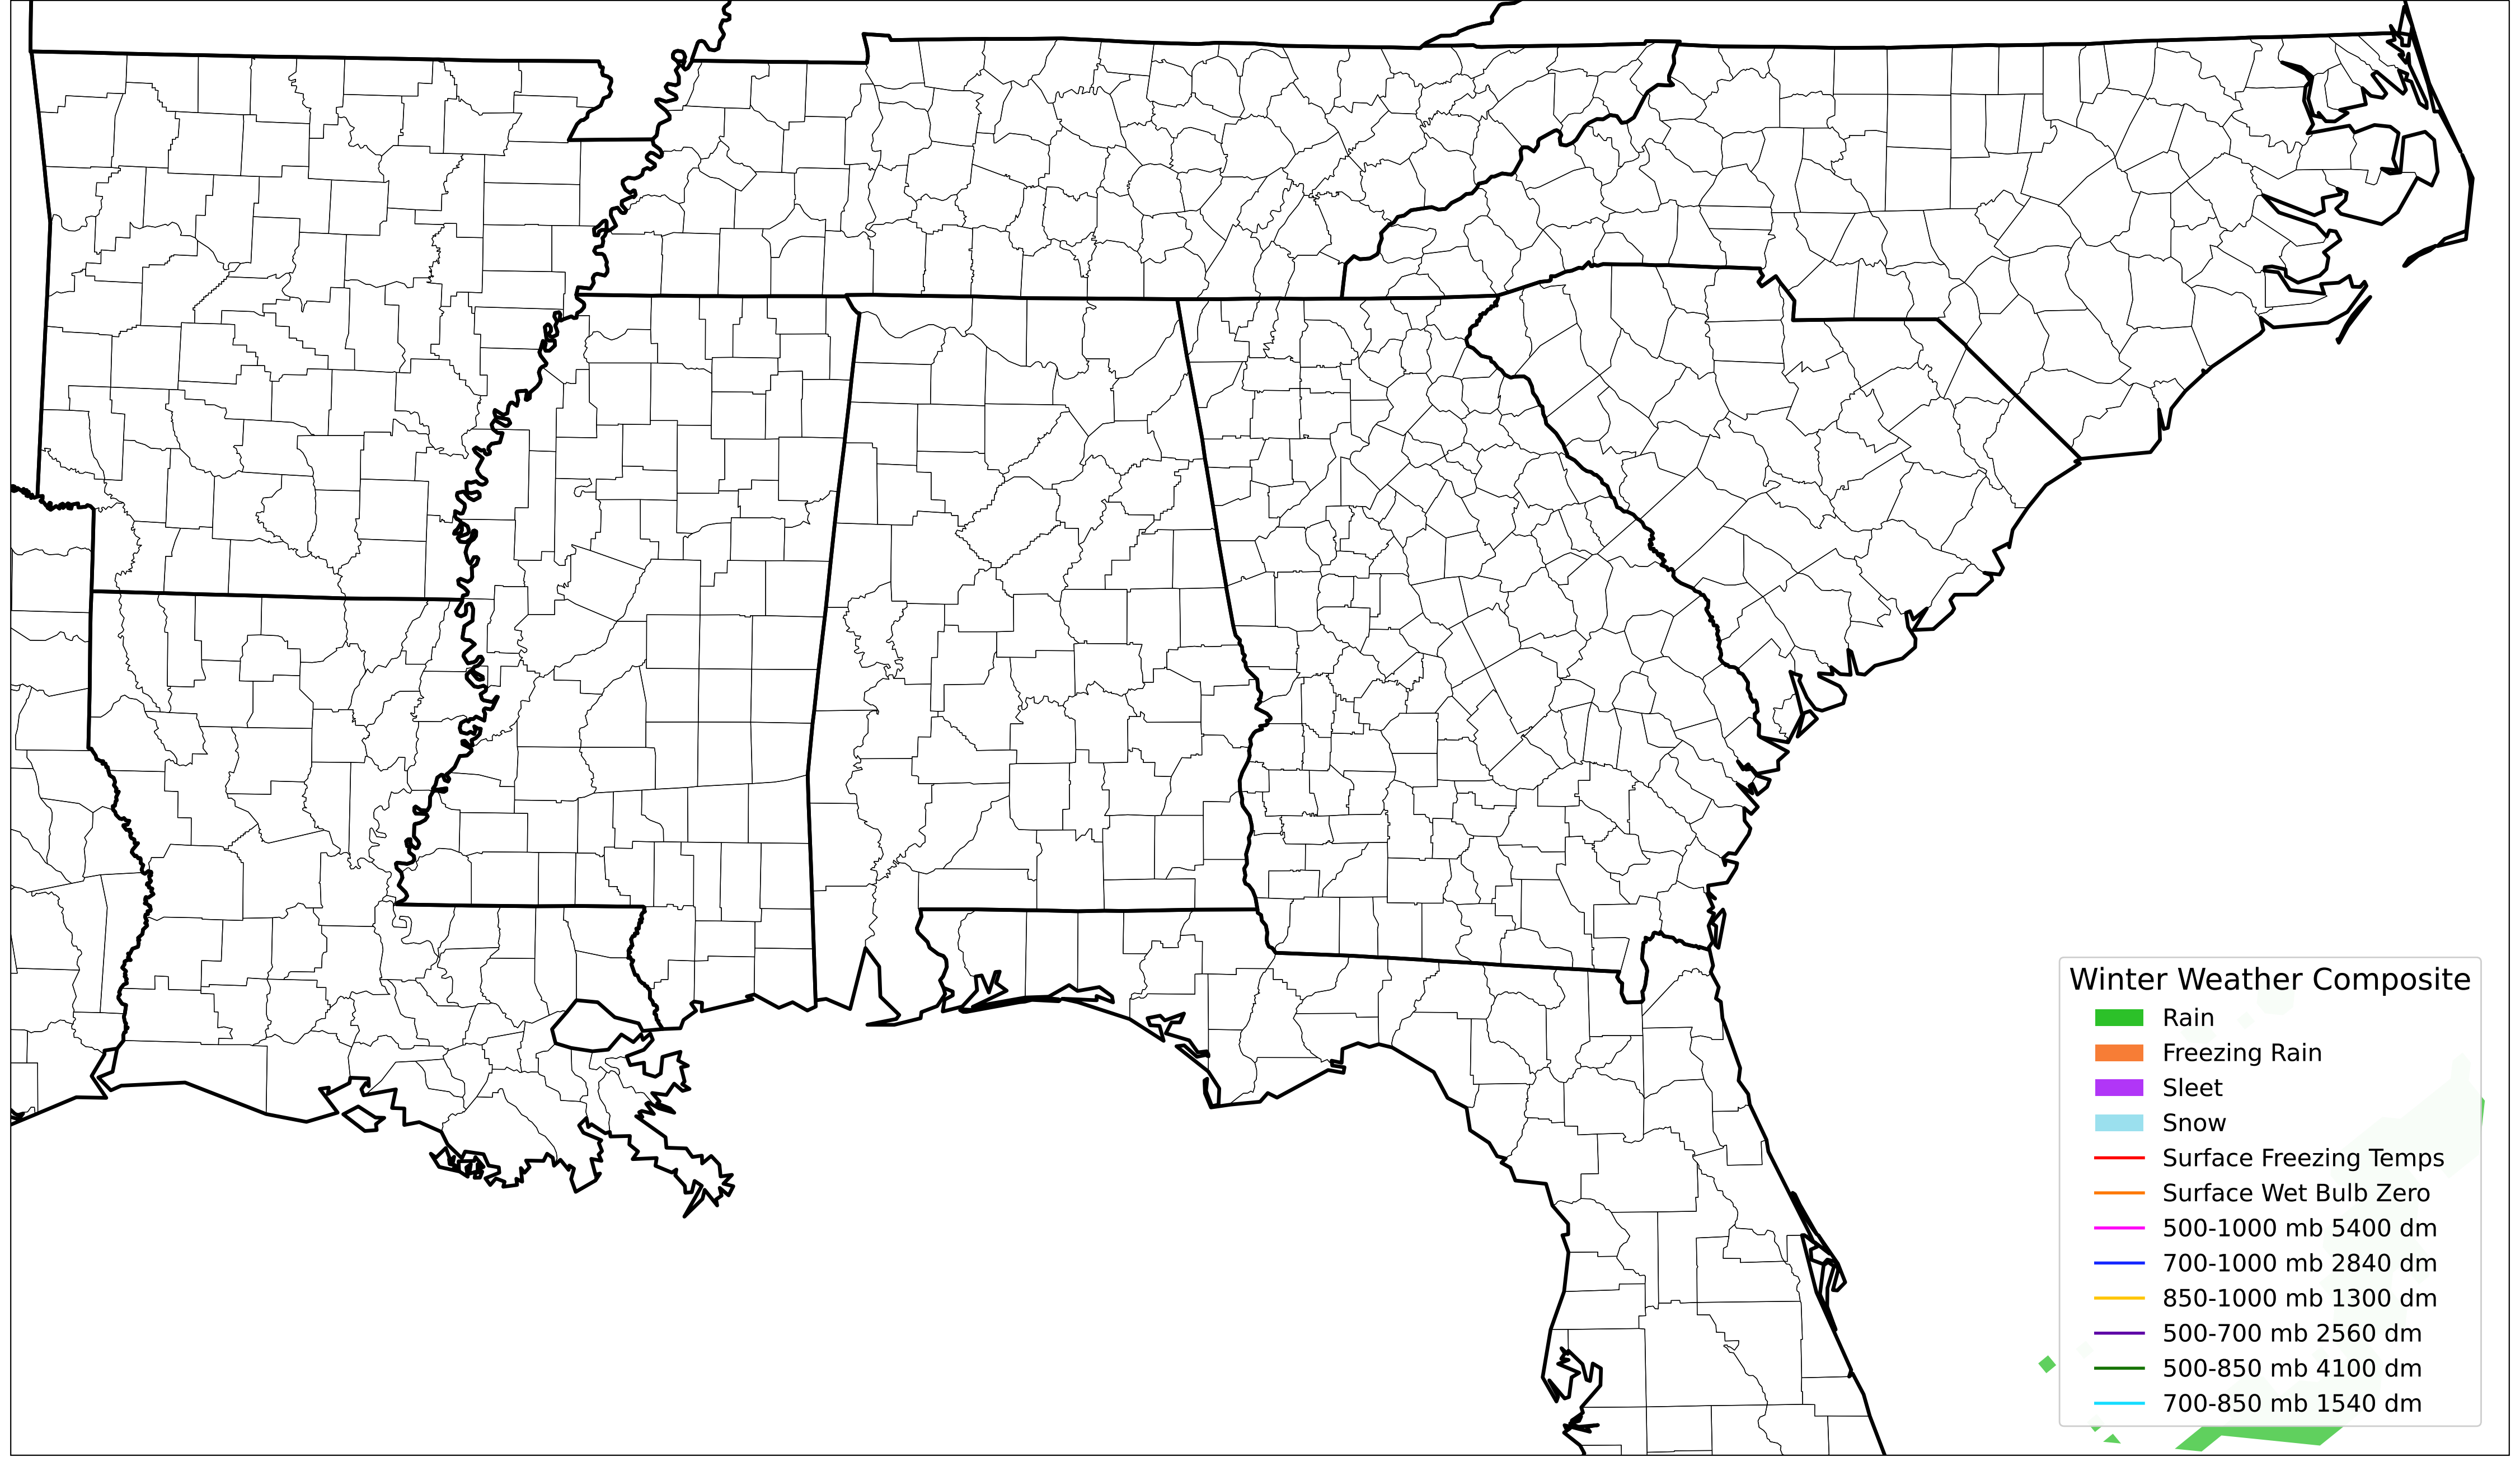 Winter Weather Composite
Rain
Freezing Rain
Sleet
Snow
Surface Freezing Temps
Surface Wet Bulb Zero
500-1000 mb 5400 dm
700-1000 mb 2840 dm
850-1000 mb 1300 dm
500-700 mb 2560 dm
500-850 mb 4100 dm
700-850 mb 1540 dm